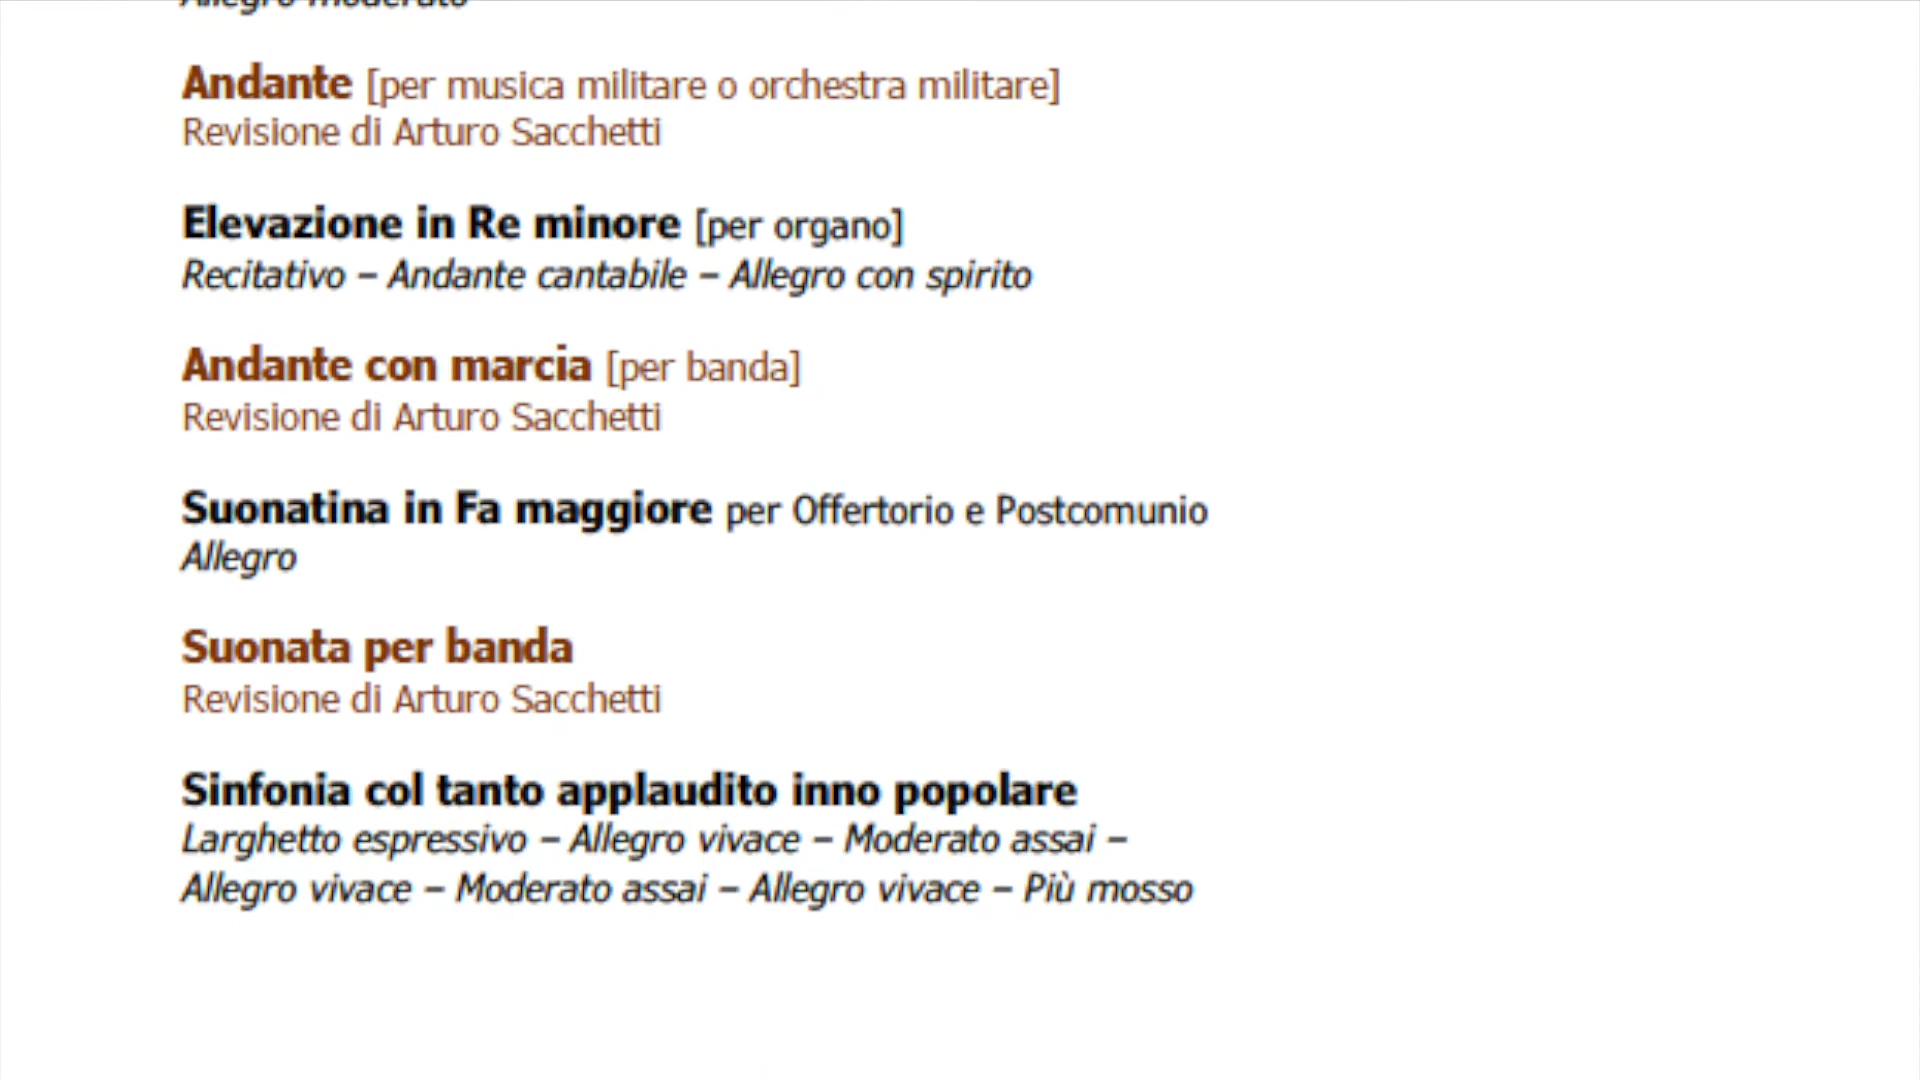 Allegro moderato
Andante [per musica militare o orchestra militare]
Revisione di Arturo Sacchetti
Elevazione in Re minore [per organo]
Recitativo – Andante cantabile – Allegro con spirito
Andante con marcia [per banda]
Revisione di Arturo Sacchetti
Suonatina in Fa maggiore per Offertorio e Postcomunio
Allegro
Suonata per banda
Revisione di Arturo Sacchetti
Sinfonia col tanto applaudito inno popolare
Larghetto espressivo – Allegro vivace – Moderato assai –
Allegro vivace – Moderato assai – Allegro vivace – Più mosso